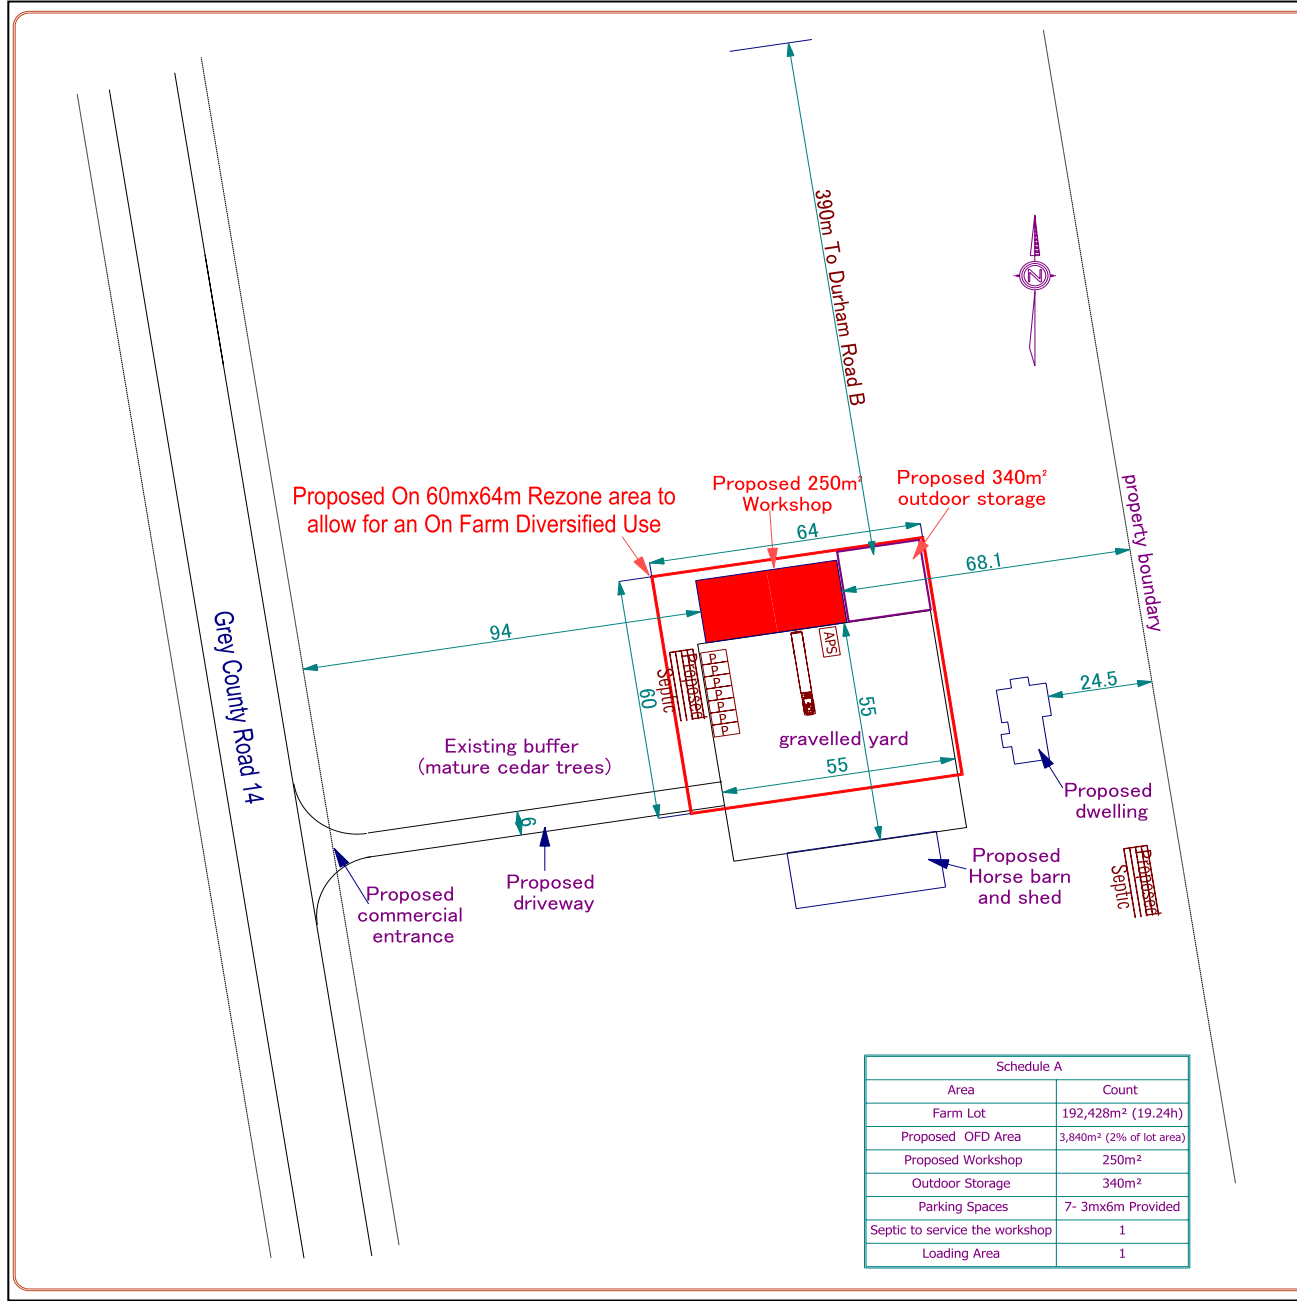 390m To Durham Road B
N
property boundary
Proposed On 60mx64m Rezone area to
allow for an On Farm Diversified Use
Proposed 250m²
Workshop
Proposed 340m²
outdoor storage
64
68.1
94
60
55
55
24.5
6
APS
P
P
P
P
P
P
P
Proposed
Septic
gravelled yard
Grey County Road 14
Existing buffer
(mature cedar trees)
Proposed
dwelling
Proposed
Horse barn
and shed
Proposed
driveway
Proposed
commercial
entrance
Proposed
Septic
Schedule A
Area Count
Farm Lot 192,428m² (19.24h)
Proposed OFD Area 3,840m² (2% of lot area)
Proposed Workshop 250m²
Outdoor Storage 340m²
Parking Spaces 7- 3mx6m Provided
Septic to service the workshop 1
Loading Area 1